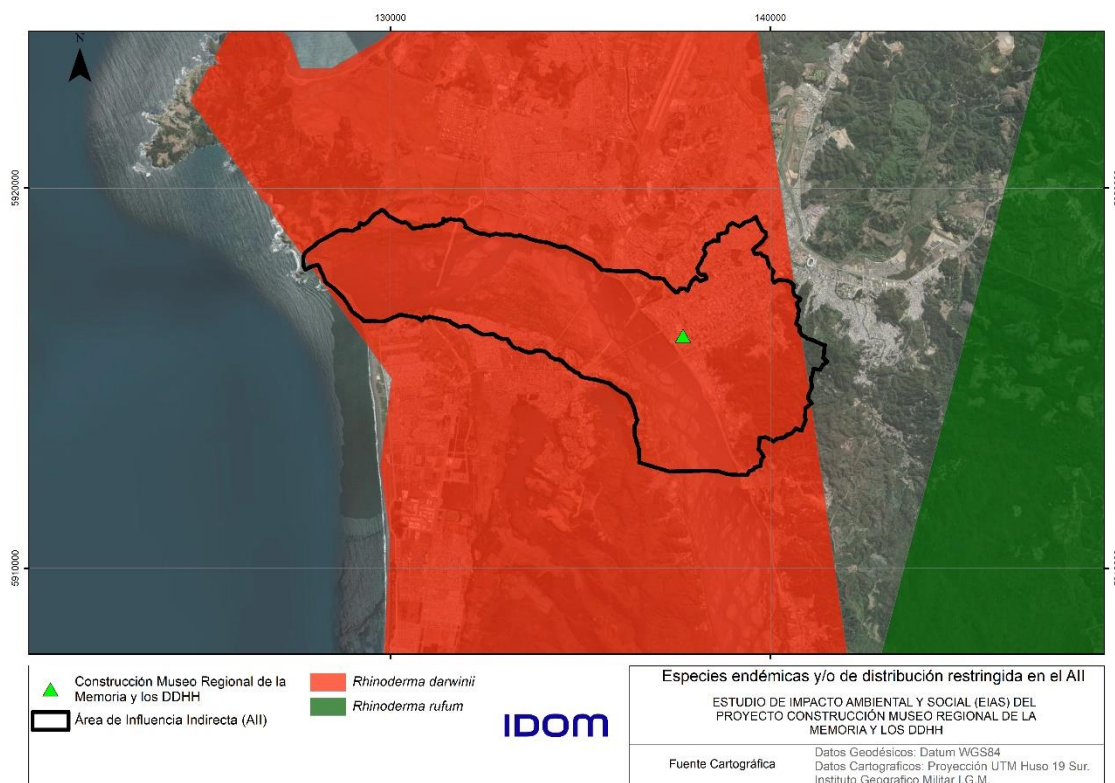 130000
140000
N
5920000
5910000
5910000
Construcción Museo Regional de la
Memoria y los DDHH
Área de Influencia Indirecta (AII)
Rhinoderma darwinii
Rhinoderma rufum
IDOM
Especies endémicas y/o de distribución restringida en el AII
ESTUDIO DE IMPACTO AMBIENTAL Y SOCIAL (EIAS) DEL
PROYECTO CONSTRUCCIÓN MUSEO REGIONAL DE LA
MEMORIA Y LOS DDHH
Fuente Cartográfica
Datos Geodésicos: Datum WGS84
Datos Cartograficos: Proyección UTM Huso 19 Sur.
Instituto Geografico Militar I.G.M.